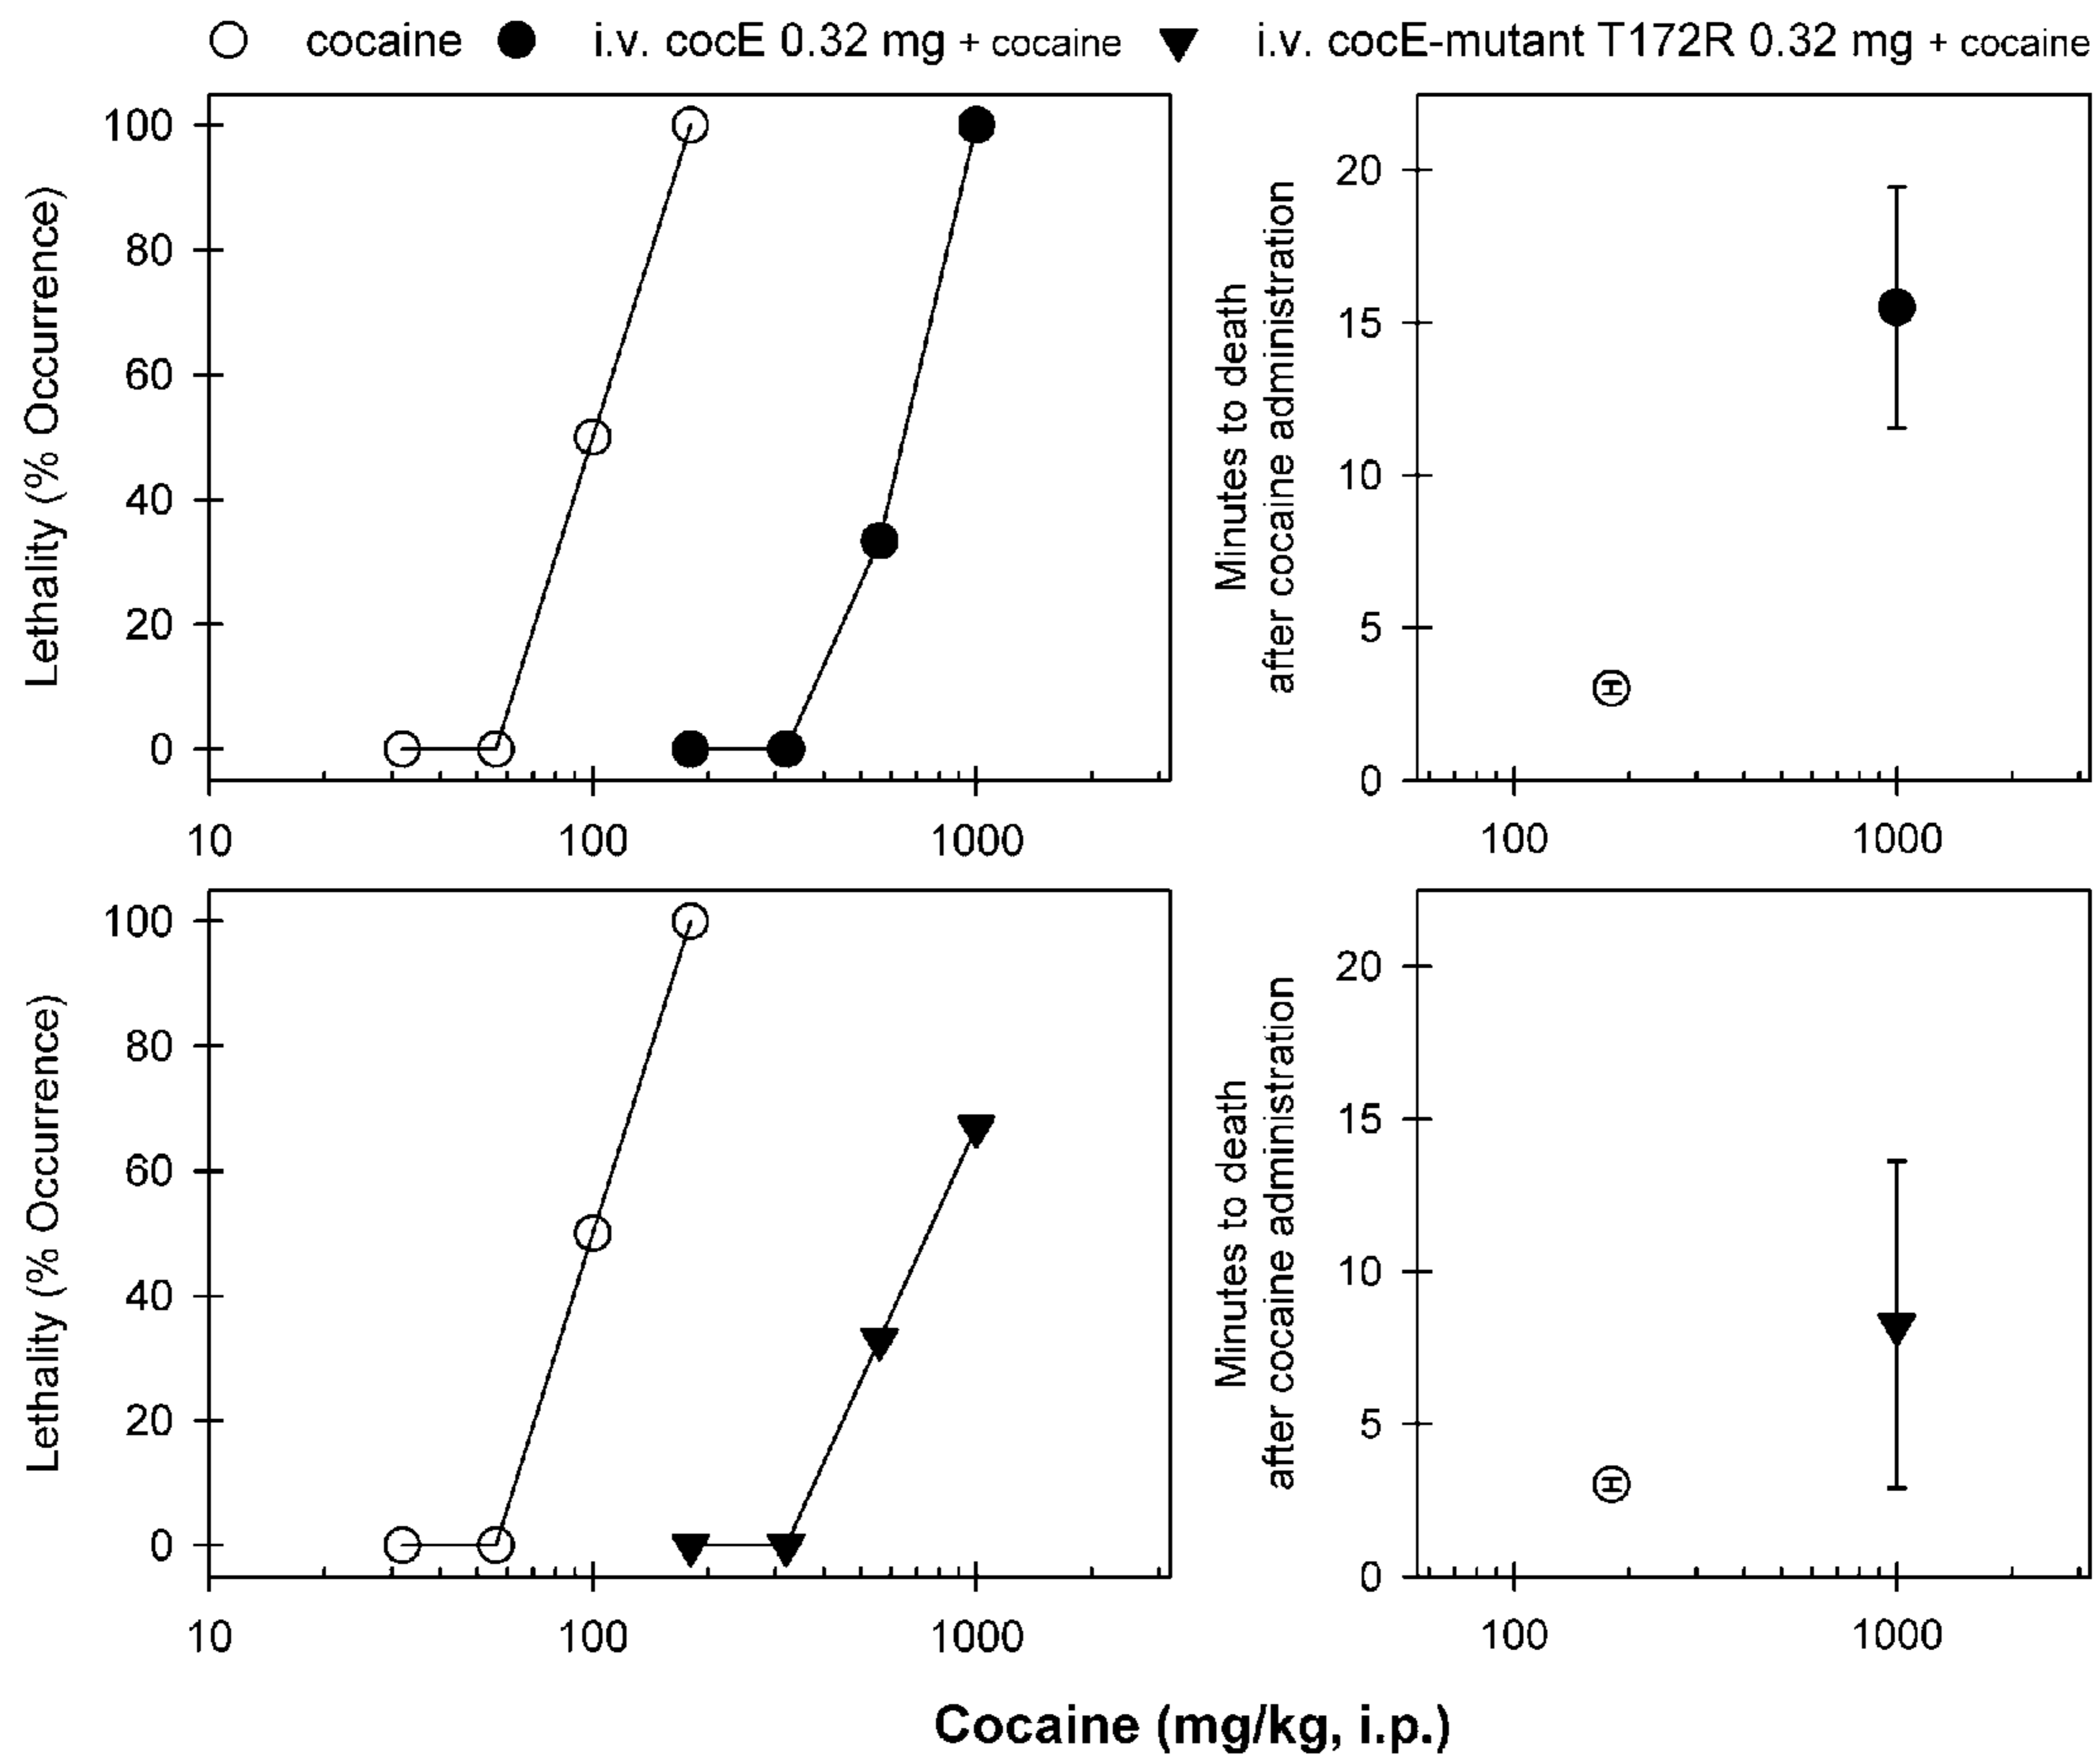 cocaine i.v. cocE 0.32 mg + cocaine i.v. cocE-mutant T172R 0.32 mg + cocaine
Lethality (% Occurrence)
100
80
60
40
20
0
10 100 1000
Minutes to death
after cocaine administration
20
15
10
5
0
100 1000
Lethality (% Occurrence)
100
80
60
40
20
0
10 100 1000
Minutes to death
after cocaine administration
20
15
10
5
0
100 1000
Cocaine (mg/kg, i.p.)